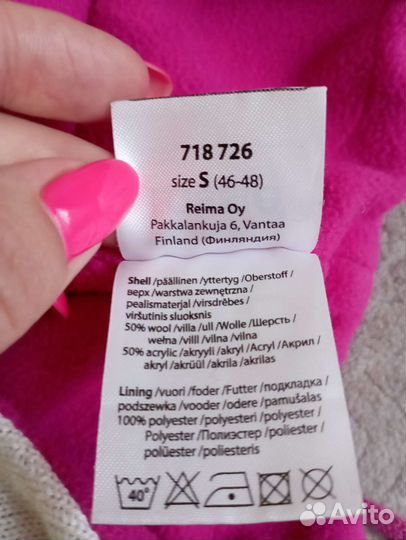 718 726
size S (46-48)
Reima Oy
Pakkalankuja 6, Vantaa
Finland (Финляндия)
Shell /päällinen /yttertyg /Oberstoff /
верх /warstwa zewnętrzna /
pealismaterjal /virsdrēbes /
viršutinis sluoksnis
50% wool /villa / ull /Wolle / Шерсть /
wełna /villl /vilna /vilna
50% acrylic /akryyli / akryl /Acryl / Акрил /
akryl /akrüül / akrila /akrilas
Lining /vuori / foder / Futter /подкладка /
podszewka /vooder / odere / pamušalas /
100% polyester /polyesteri / polyester /
Polyester /Полиэстер /poliester /
polüester /poliesteris
40°
Avito